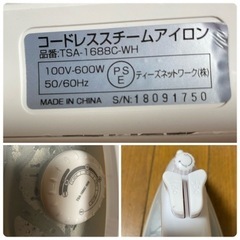 コードレススチームアイロン
品番:TSA-1688C-WH
100V-600W
50/60Hz
PSE
ティーズネットワーク(株)
MADE IN CHINA S/N:18091750